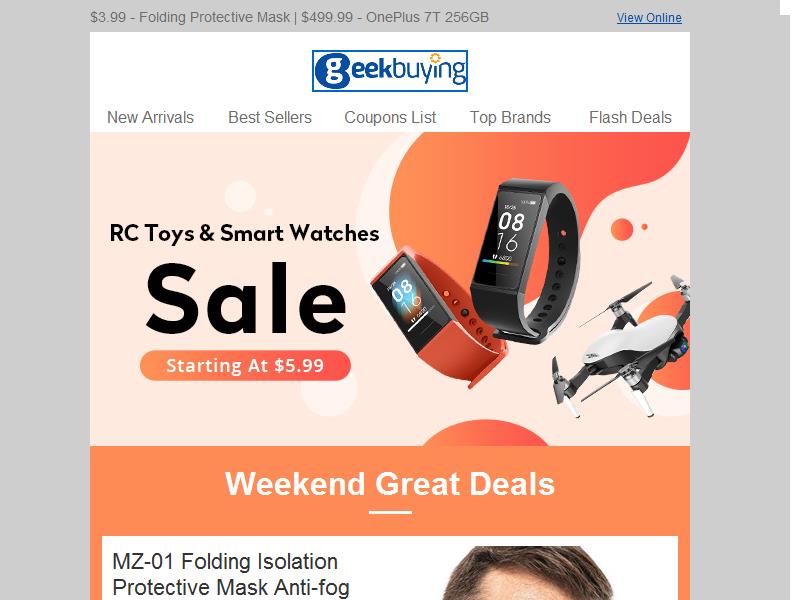 $3.99 - Folding Protective Mask | $499.99 - OnePlus 7T 256GB
View Online
geekbuying
New Arrivals
Best Sellers
Coupons List
Top Brands
Flash Deals
RC Toys & Smart Watches
Sale
Starting At $5.99
08
16
08
16
Weekend Great Deals
MZ-01 Folding Isolation
Protective Mask Anti-fog